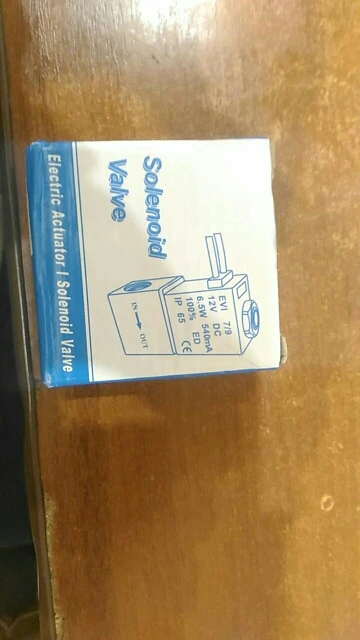 Solenoid
Valve
EVI 7/9
12V DC
6.5W 540mA
100% ED
IP 65 CE
IN → OUT
Electric Actuator | Solenoid Valve